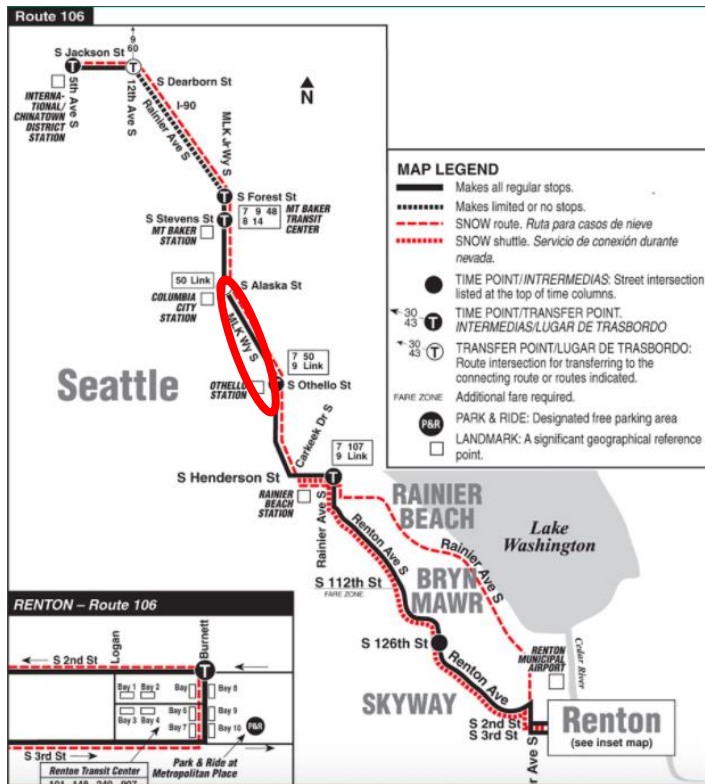 Route 106
9
60
S Jackson St
5th Ave S
12th Ave S
S Dearborn St
I-90
Rainier Ave S
MLK Jr Wy S
INTERNA-
TIONAL/
CHINATOWN
DISTRICT
STATION
N
S Forest St
S Stevens St
7 9 48
8 14
MT BAKER
TRANSIT
CENTER
MT BAKER
STATION
50 Link
S Alaska St
COLUMBIA
CITY
STATION
MLK Wy S
7 50
9 Link
OTHELLO
STATION
S Othello St
Seattle
Carkeek Dr S
7 107
9 Link
S Henderson St
RAINIER
BEACH
STATION
Rainier Ave S
RAINIER
BEACH
Renton Ave S
Rainier Ave S
Lake
Washington
S 112th St
FARE ZONE
BRYN
MAWR
S 126th St
Renton Ave
RENTON
MUNICIPAL
AIRPORT
Cedar River
SKYWAY
S 2nd St
S 3rd St
Renton
(see inset map)
r Ave S
MAP LEGEND
Makes all regular stops.
Makes limited or no stops.
SNOW route. Ruta para casos de nieve
SNOW shuttle. Servicio de conexión durante
nevada.
TIME POINT/INTRERMEDIAS: Street intersection
listed at the top of time columns.
30
43
T
TIME POINT/TRANSFER POINT.
INTERMEDIAS/LUGAR DE TRASBORDO
30
43
T
TRANSFER POINT/LUGAR DE TRASBORDO:
Route intersection for transferring to the
connecting route or routes indicated.
FARE ZONE Additional fare required.
P&R PARK & RIDE: Designated free parking area
LANDMARK: A significant geographical reference
point.
RENTON – Route 106
Logan
Burnett
S 2nd St
T
Bay 1 Bay 2
Bay
Bay 8
Bay 3 Bay 4
Bay 5
Bay 9
Bay 7
Bay 10
P&R
S 3rd St
Renton Transit Center
101 148 240 907
Park & Ride at
Metropolitan Place